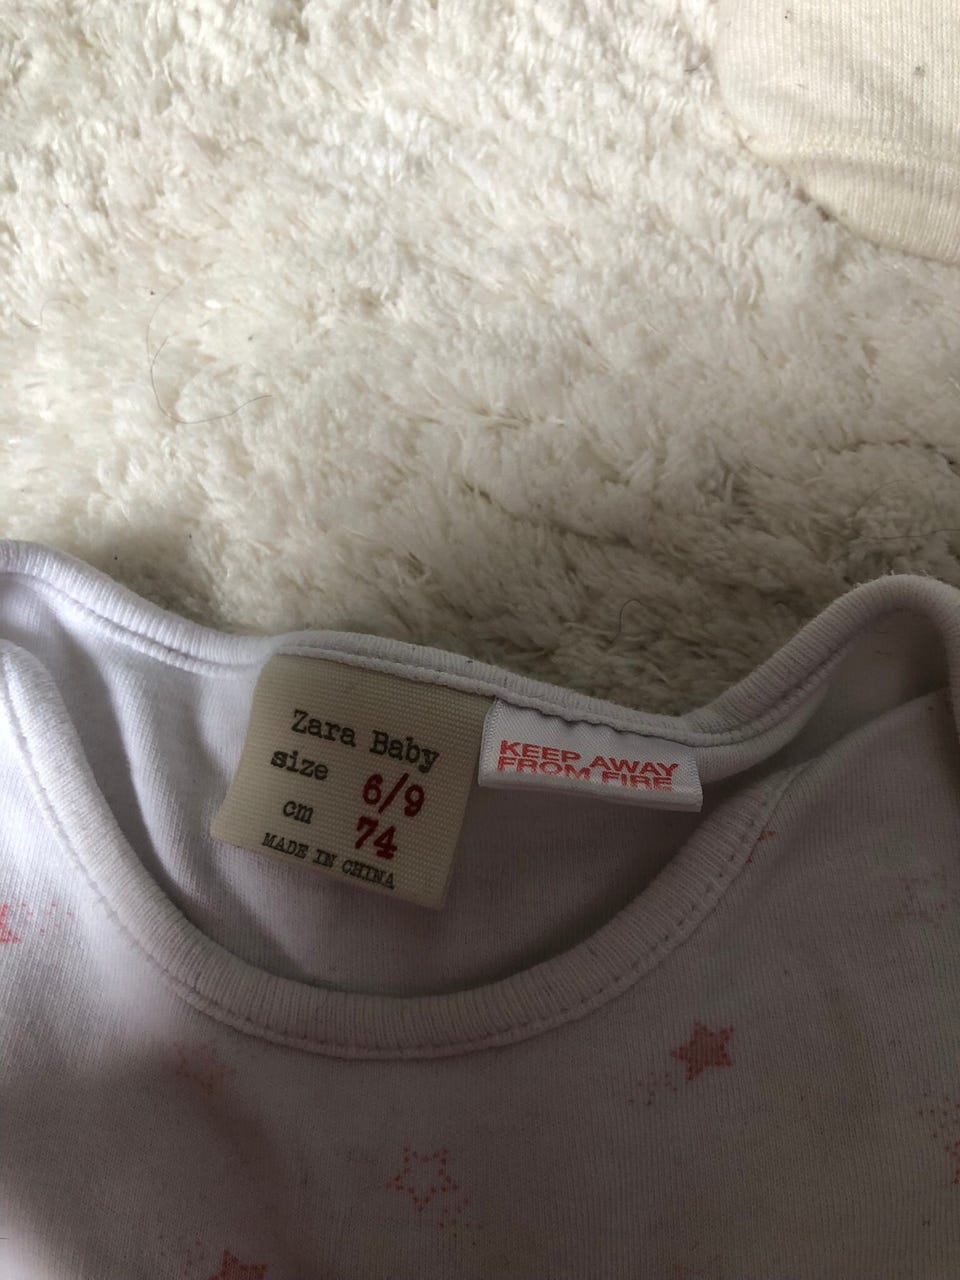 Zara Baby
size 6/9
cm 74
MADE IN CHINA
KEEP AWAY
FROM FIRE